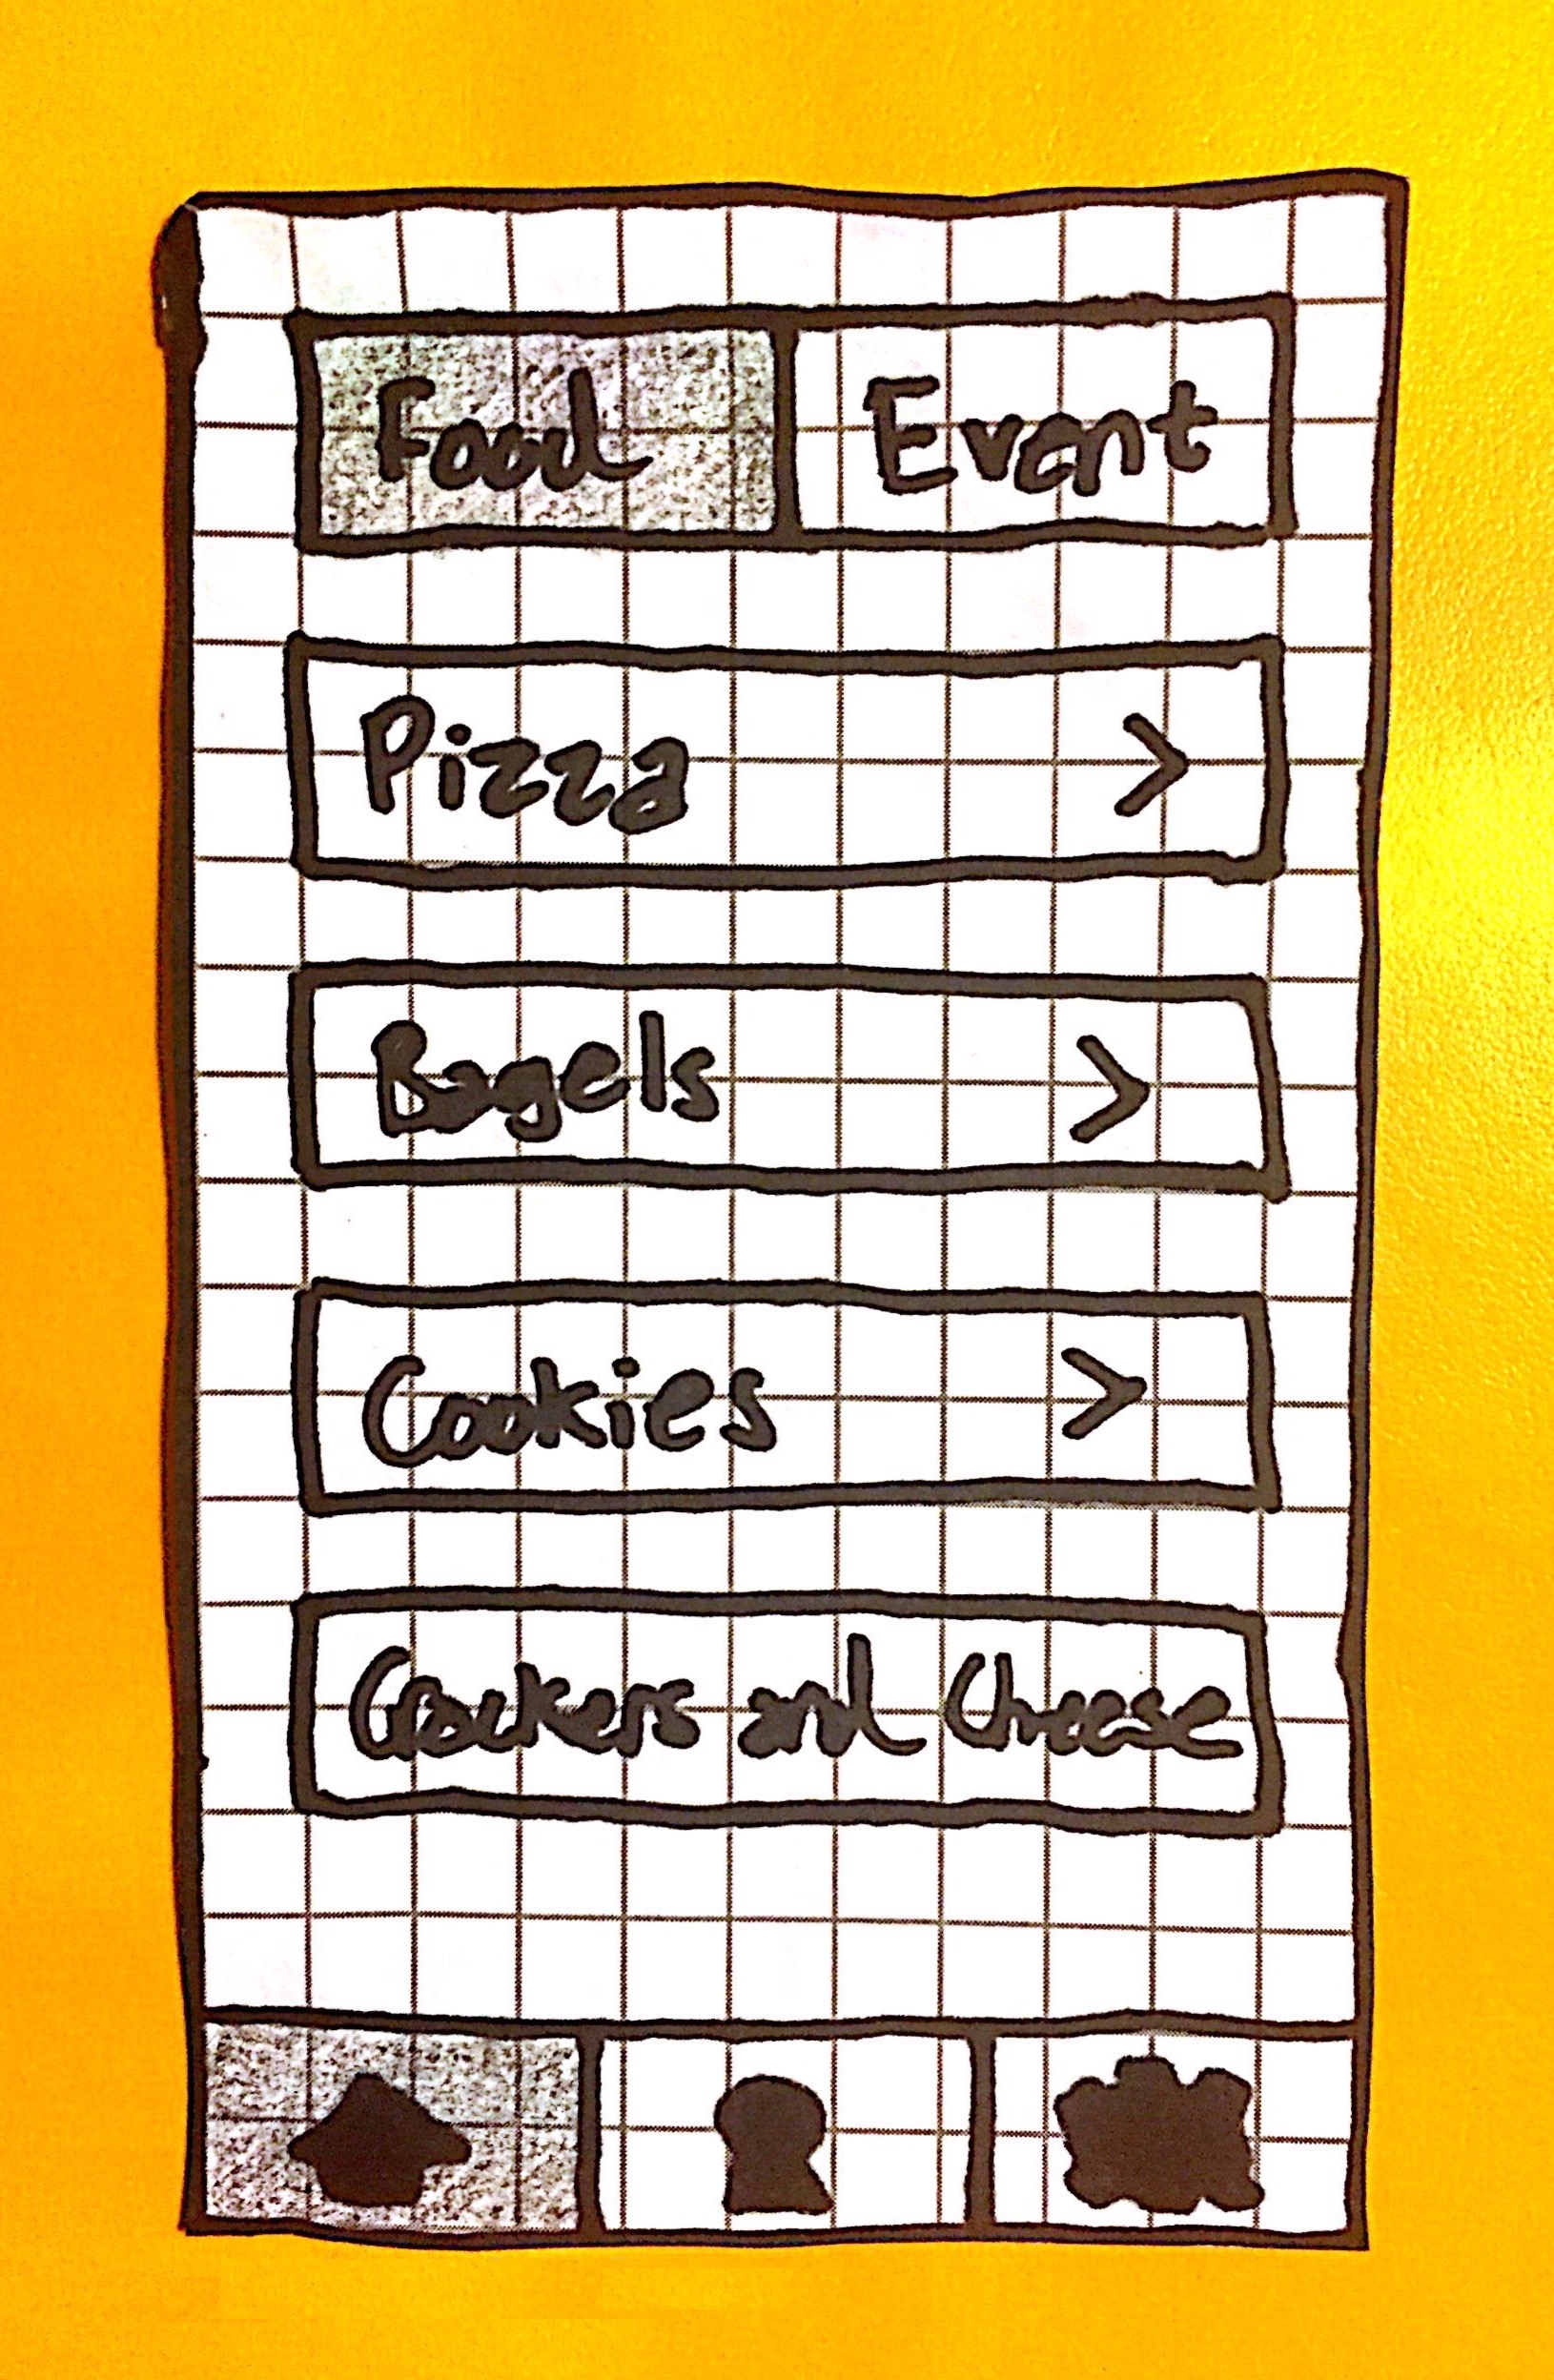 Food Event
Pizza >
Bagels >
Cookies >
Crackers and Cheese